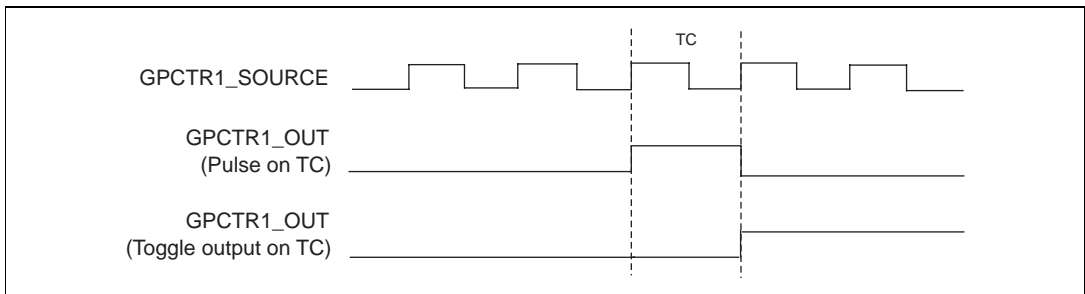 TC
GPCTR1_SOURCE
GPCTR1_OUT
(Pulse on TC)
GPCTR1_OUT
(Toggle output on TC)